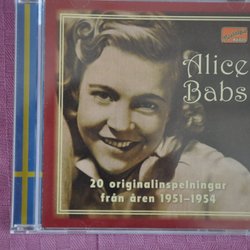 Alice
Babs
20 originalinspelningar
från åren 1951-1954